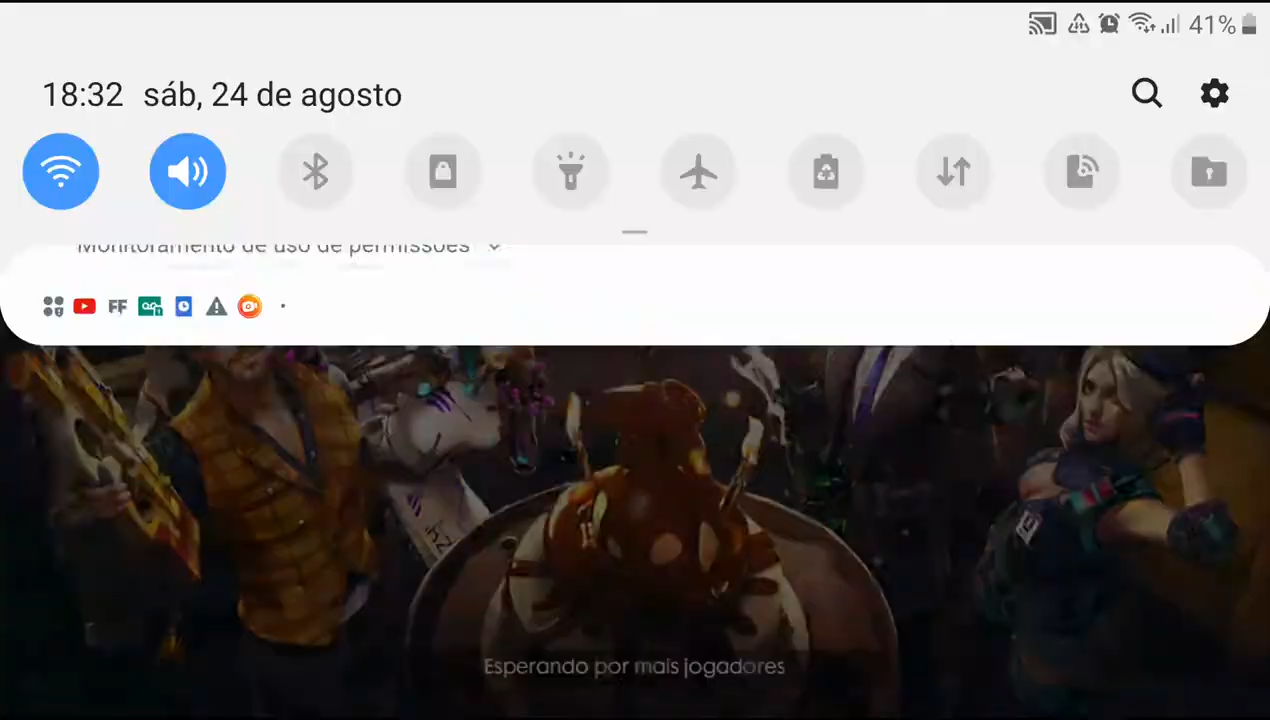 41%
18:32 sáb, 24 de agosto
Monitoramento de uso de permissões
FF
Esperando por mais jogadores